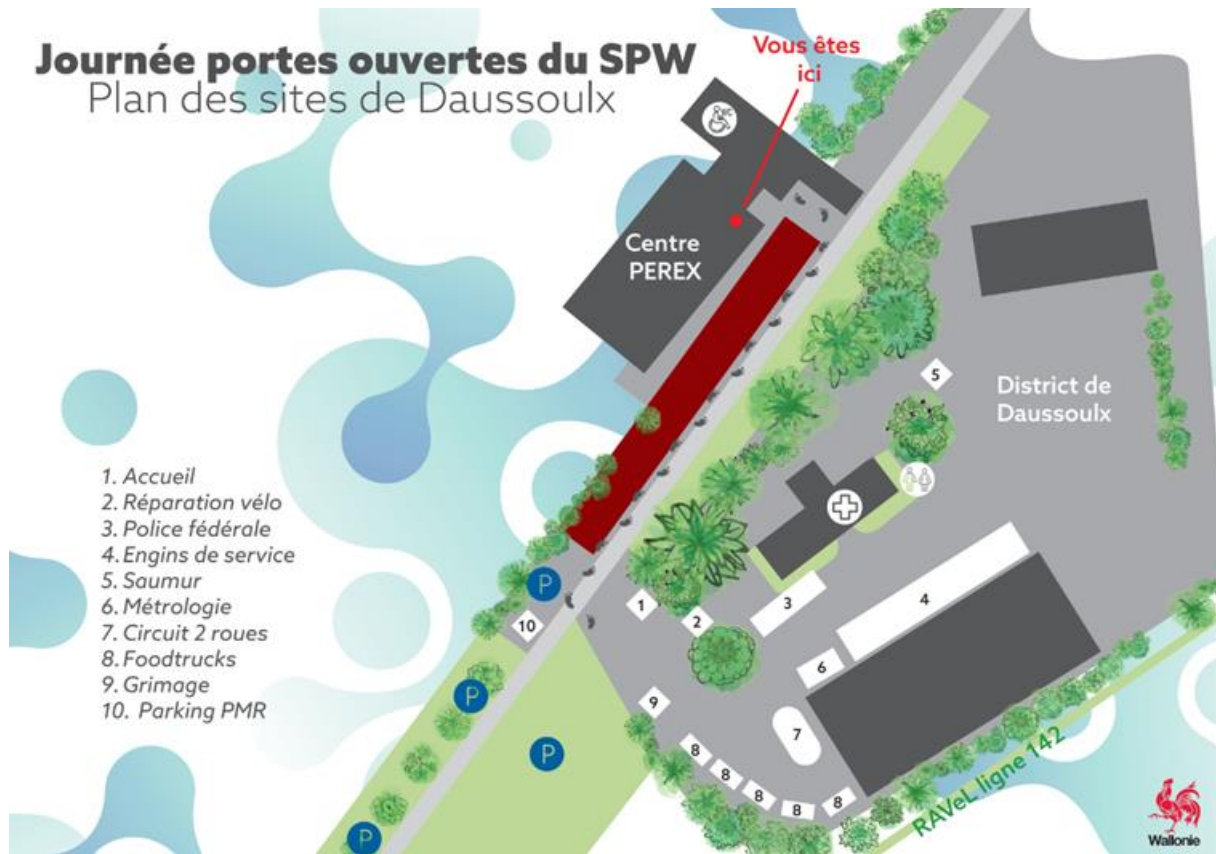 Journée portes ouvertes du SPW
Plan des sites de Daussoulx
Vous êtes
ici
WC
Centre
PEREX
5
District de
Daussoulx
1. Accueil
2. Réparation vélo
3. Police fédérale
4. Engins de service
5. Saumur
6. Métrologie
7. Circuit 2 roues
8. Foodtrucks
9. Grimage
10. Parking PMR
P
10
1
2
3
4
6
P
9
7
P
8
8
8
8
8
P
RAVeL ligne 142
Wallonie